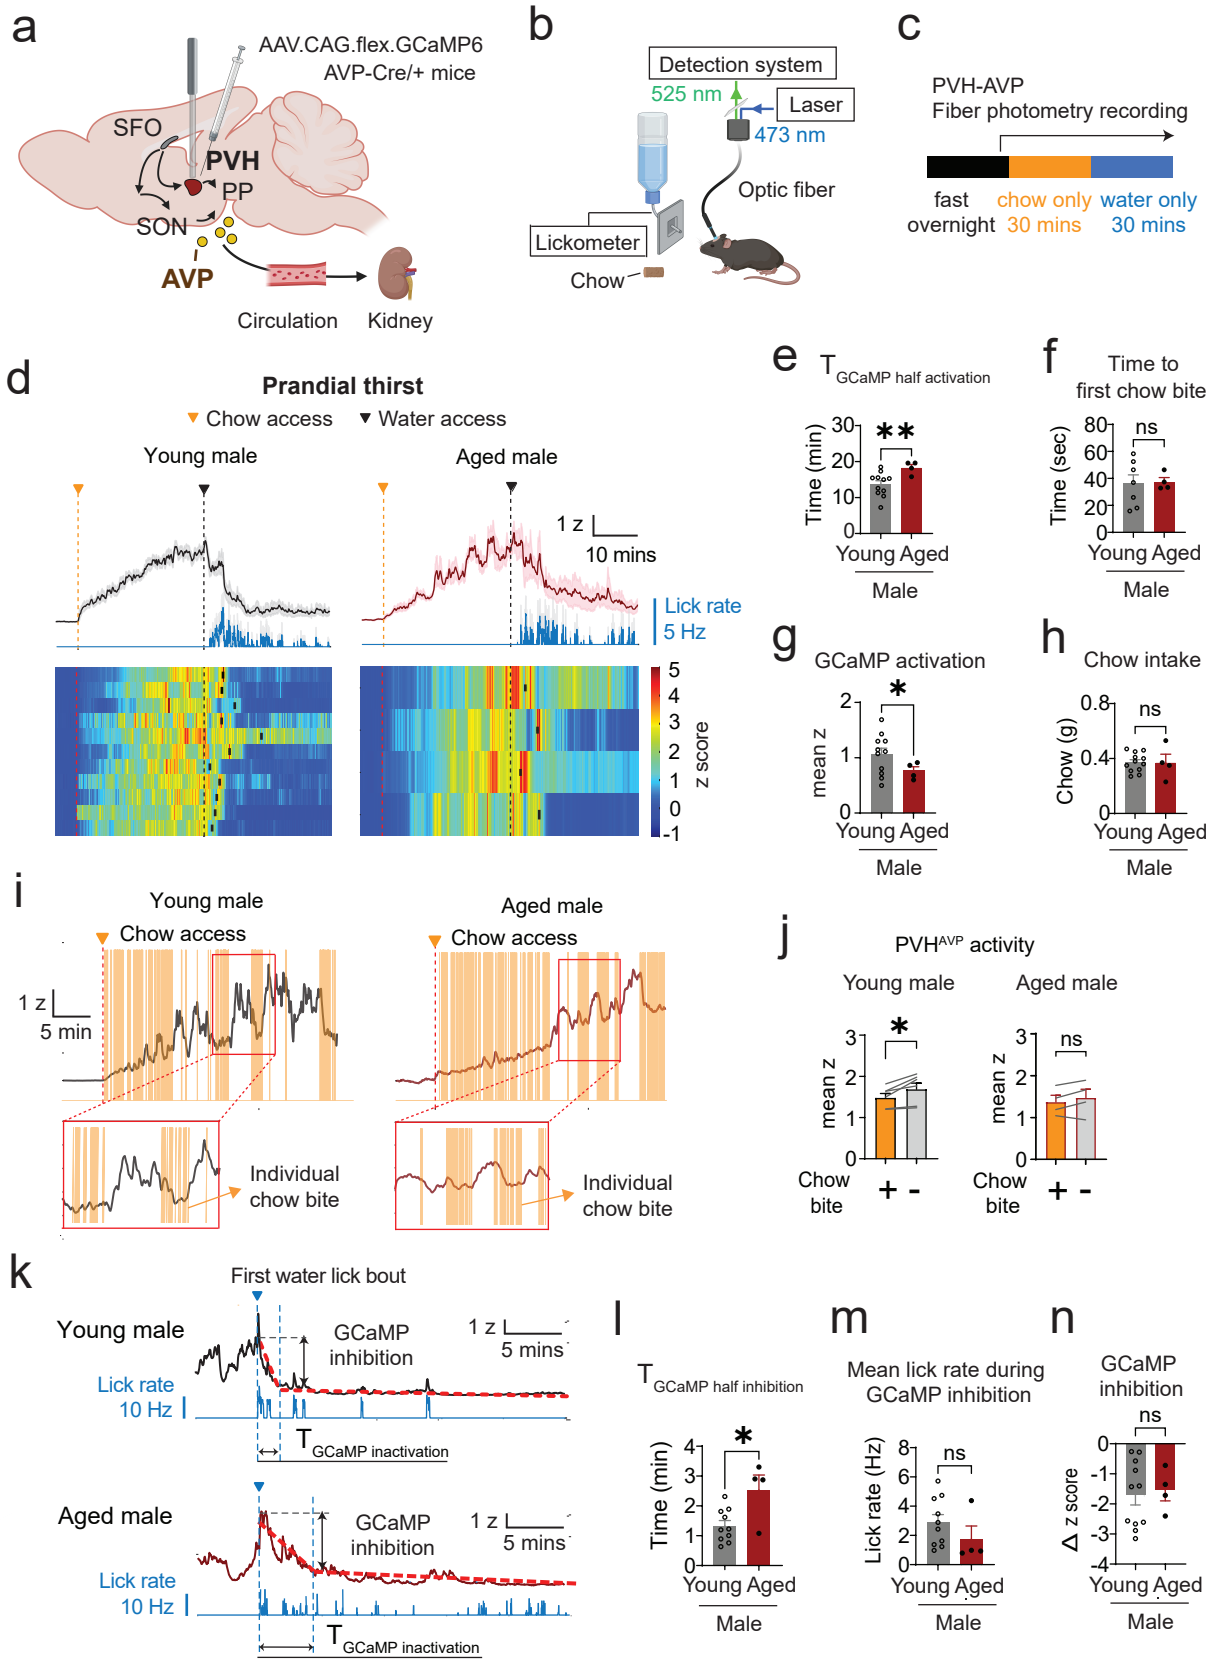 a
AAV.CAG.flex.GCaMP6
AVP-Cre/+ mice
SFO
PVH
PP
SON
AVP
Circulation
Kidney
b
Detection system
525 nm
Laser
473 nm
Optic fiber
Lickometer
Chow
c
PVH-AVP
Fiber photometry recording
fast
overnight
chow only
30 mins
water only
30 mins
d
Prandial thirst
Chow access
Water access
Young male
Aged male
1 z
10 mins
Lick rate
5 Hz
5
4
3
2
1
0
-1
z score
e
T GCaMP half activation
Time (min)
30
20
10
0
**
Young Aged
Male
f
Time to
first chow bite
Time (sec)
80
60
40
20
0
ns
Young Aged
Male
g
GCaMP activation
mean z
2
1
0
*
Young Aged
Male
h
Chow intake
Chow (g)
0.8
0.4
0
ns
Young Aged
Male
i
Young male
Chow access
1 z
5 min
Individual
chow bite
Aged male
Chow access
Individual
chow bite
j
PVHAVP activity
Young male
mean z
3
2
1
0
*
Chow
bite
+ -
Aged male
mean z
3
2
1
0
ns
Chow
bite
+ -
k
First water lick bout
Young male
GCaMP
inhibition
1 z
5 mins
Lick rate
10 Hz
T GCaMP inactivation
Aged male
GCaMP
inhibition
1 z
5 mins
Lick rate
10 Hz
T GCaMP inactivation
l
T GCaMP half inhibition
Time (min)
4
3
2
1
0
*
Young Aged
Male
m
Mean lick rate during
GCaMP inhibition
Lick rate (Hz)
8
6
4
2
0
ns
Young Aged
Male
n
GCaMP
inhibition
ns
Δ z score
0
-1
-2
-3
-4
Young Aged
Male